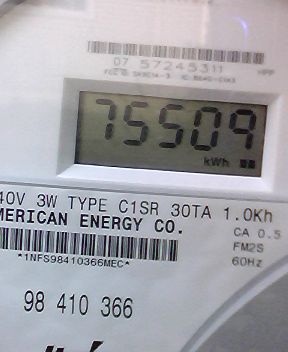 07 57245311
HPP
75509
kWh
40V 3W TYPE C1SR 30TA 1.0Kh
MERICAN ENERGY CO.
CA 0.5
FM2S
*1NFS98410366MEC*
60Hz
98 410 366